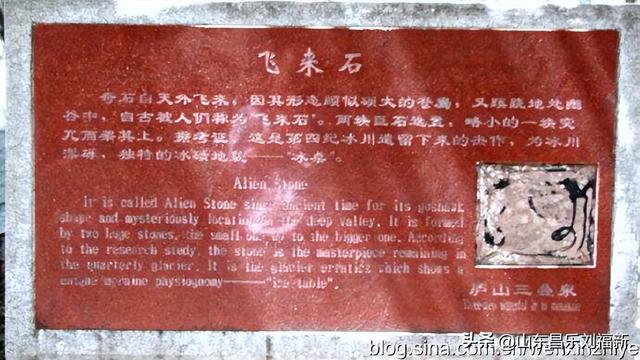 飞来石
奇石自天外飞来，因其形态颇似硕大的苍鹰，又蹊跷地处幽
谷中，自古被人们称为“飞来石”。两块巨石迭置，略小的一块突
兀而架其上。据考证，这是第四纪冰川遗留下来的杰作，为冰川
漂砾、独特的冰碛地貌——“冰桌”。
Alien Stone
It is called Alien Stone since ancient time for its goshawk
shape and mysteriously located in the deep valley. It is formed
by two huge stones, the small one up to the bigger one. According
to the research study, the stone is the masterpiece remaining in
the quarterly glacier. It is the glacier erratics which shows a
unique moraine physiognomy——“ice table”.
庐山三叠泉
头条@山东昌乐刘福新
blog.sina.com.cn/